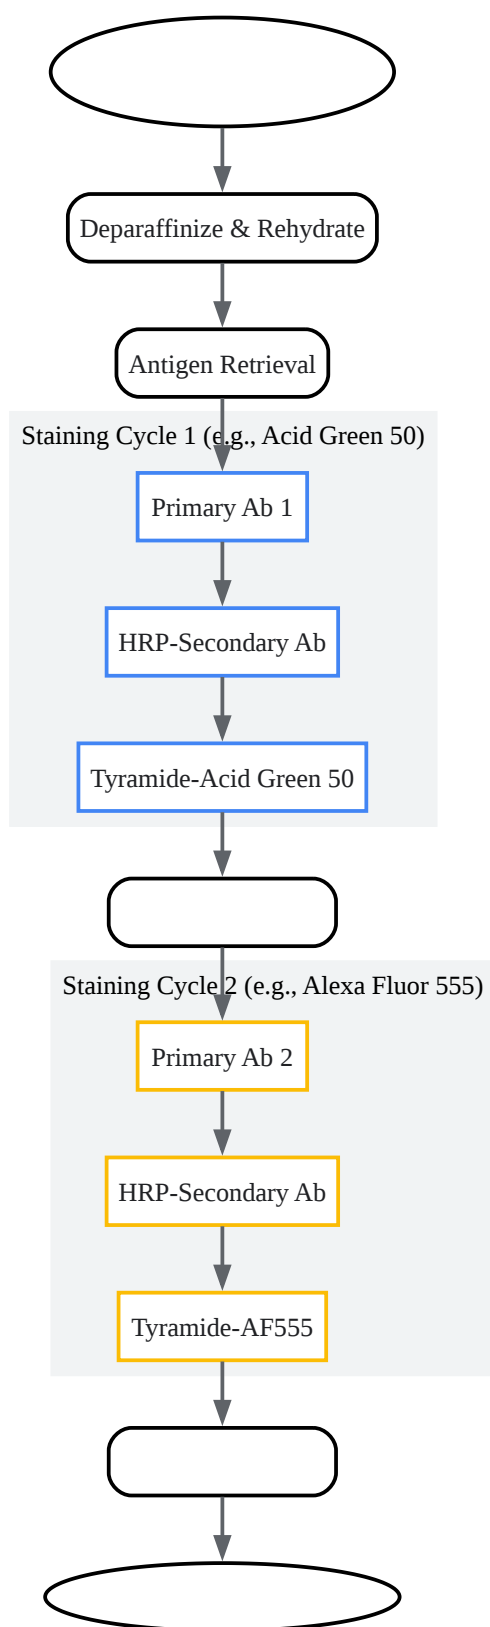 Deparaffinize & Rehydrate
Antigen Retrieval
Staining Cycle 1 (e.g., Acid Green 50)
Primary Ab 1
HRP-Secondary Ab
Tyramide-Acid Green 50
Staining Cycle 2 (e.g., Alexa Fluor 555)
Primary Ab 2
HRP-Secondary Ab
Tyramide-AF555